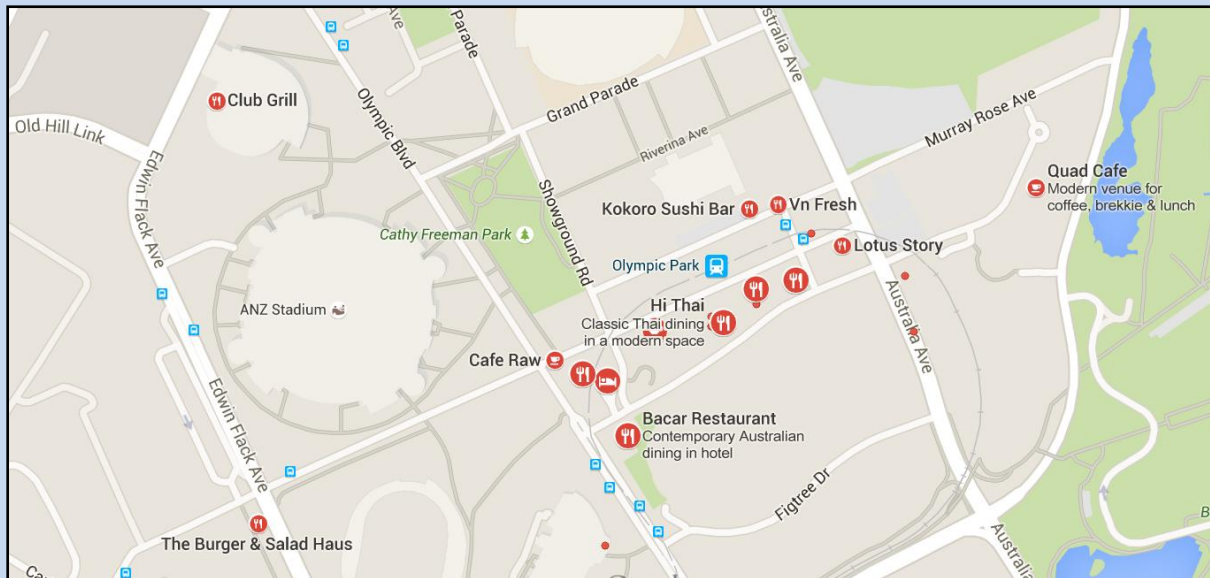 Parade
Australia Ave
Club Grill
Grand Parade
Olympic Blvd
Old Hill Link
Murray Rose Ave
Riverina Ave
Edwin Flack Ave
Quad Cafe
Modern venue for
coffee, brekkie & lunch
Showground Rd
Kokoro Sushi Bar
Vn Fresh
Cathy Freeman Park
Lotus Story
Olympic Park
ANZ Stadium
Hi Thai
Classic Thai dining
in a modern space
Australia Ave
Cafe Raw
Edwin Flack Ave
Bacar Restaurant
Contemporary Australian
dining in hotel
Figtree Dr
The Burger & Salad Haus
Australia